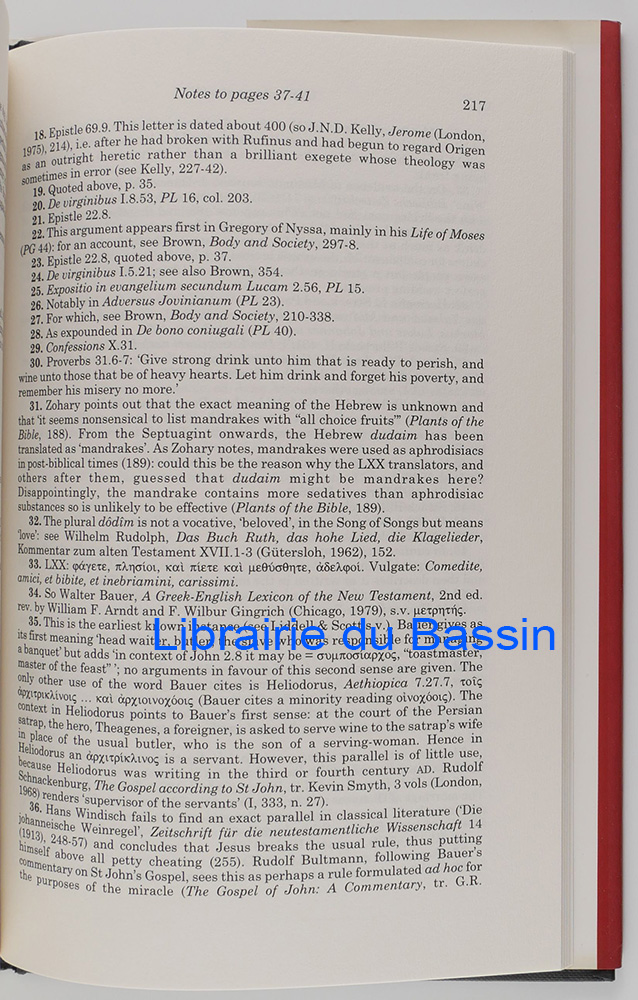 Notes to pages 37-41
217
18. Epistle 69.9. This letter is dated about 400 (so J.N.D. Kelly, Jerome (London,
1975), 214), i.e. after he had broken with Rufinus and had begun to regard Origen
as an outright heretic rather than a brilliant exegete whose theology was
sometimes in error (see Kelly, 227-42).
19. Quoted above, p. 35.
20. De virginibus I.8.53, PL 16, col. 203.
21. Epistle 22.8.
22. This argument appears first in Gregory of Nyssa, mainly in his Life of Moses
(PG 44): for an account, see Brown, Body and Society, 297-8.
23. Epistle 22.8, quoted above, p. 37.
24. De virginibus I.5.21; see also Brown, 354.
25. Expositio in evangelium secundum Lucam 2.56, PL 15.
26. Notably in Adversus Jovinianum (PL 23).
27. For which, see Brown, Body and Society, 210-338.
28. As expounded in De bono coniugali (PL 40).
29. Confessions X.31.
30. Proverbs 31.6-7: 'Give strong drink unto him that is ready to perish, and
wine unto those that be of heavy hearts. Let him drink and forget his poverty, and
remember his misery no more.'
31. Zohary points out that the exact meaning of the Hebrew is unknown and
that 'it seems nonsensical to list mandrakes with "all choice fruits"' (Plants of the
Bible, 188). From the Septuagint onwards, the Hebrew dudaim has been
translated as 'mandrakes'. As Zohary notes, mandrakes were used as aphrodisiacs
in post-biblical times (189): could this be the reason why the LXX translators, and
others after them, guessed that dudaim might be mandrakes here?
Disappointingly, the mandrake contains more sedatives than aphrodisiac
substances so is unlikely to be effective (Plants of the Bible, 189).
32. The plural dôdîm is not a vocative, 'beloved', in the Song of Songs but means
'love': see Wilhelm Rudolph, Das Buch Ruth, das hohe Lied, die Klagelieder,
Kommentar zum alten Testament XVII.1-3 (Gütersloh, 1962), 152.
33. LXX: φάγετε, πλησίοι, καὶ πίετε καὶ μεθύσθητε, ἀδελφοί. Vulgate: Comedite,
amici, et bibite, et inebriamini, carissimi.
34. So Walter Bauer, A Greek-English Lexicon of the New Testament, 2nd ed.
rev. by William F. Arndt and F. Wilbur Gingrich (Chicago, 1979), s.v. μετρητής.
35. This is the earliest known instance (see Liddell & Scott s.v.). Bauer gives as
its first meaning 'head waiter, butler, the slave who was responsible for managing
a banquet' but adds 'in context of John 2.8 it may be = συμποσίαρχος, "toastmaster,
master of the feast" '; no arguments in favour of this second sense are given. The
only other use of the word Bauer cites is Heliodorus, Aethiopica 7.27.7, τοῖς
ἀρχιτρικλίνοις ... καὶ ἀρχιοινοχόοις (Bauer cites a minority reading οἰνοχόοις). The
context in Heliodorus points to Bauer's first sense: at the court of the Persian
satrap, the hero, Theagenes, a foreigner, is asked to serve wine to the satrap's wife
in place of the usual butler, who is the son of a serving-woman. Hence in
Heliodorus an ἀρχιτρίκλινος is a servant. However, this parallel is of little use,
because Heliodorus was writing in the third or fourth century AD. Rudolf
Schnackenburg, The Gospel according to St John, tr. Kevin Smyth, 3 vols (London,
1968) renders 'supervisor of the servants' (I, 333, n. 27).
36. Hans Windisch fails to find an exact parallel in classical literature ('Die
johanneische Weinregel', Zeitschrift für die neutestamentliche Wissenschaft 14
(1913), 248-57) and concludes that Jesus breaks the usual rule, thus putting
himself above all petty cheating (255). Rudolf Bultmann, following Bauer's
commentary on St John's Gospel, sees this as perhaps a rule formulated ad hoc for
the purposes of the miracle (The Gospel of John: A Commentary, tr. G.R.
Librairie du Bassin